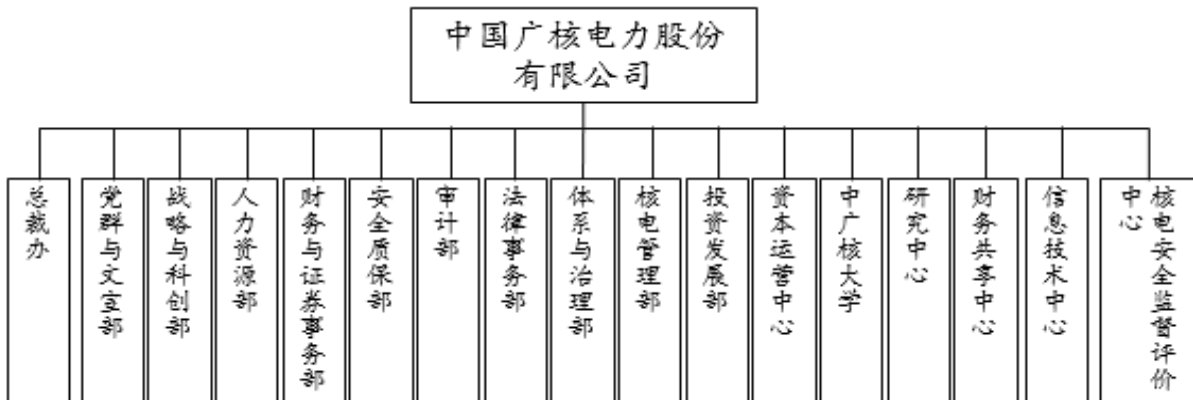 中国广核电力股份
有限公司
总裁办
党群与文宣部
战略与科创部
人力资源部
财务与证券事务部
安全质保部
审计部
法律事务部
体系与治理部
核电管理部
投资发展部
资本运营中心
中广核大学
研究中心
财务共享中心
信息技术中心
核电安全监督评价
中心